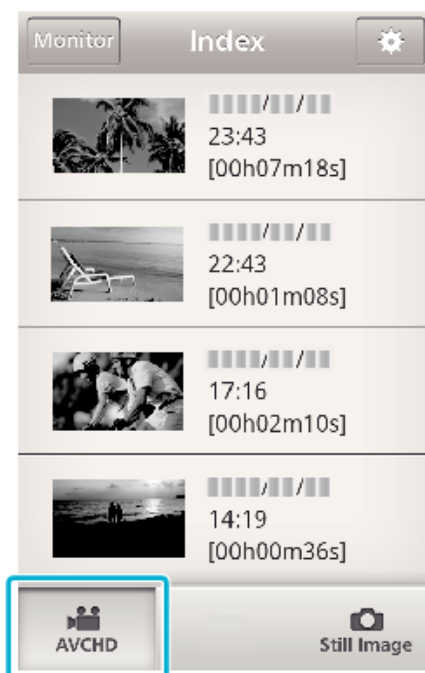 Monitor Index
23:43
[00h07m18s]
22:43
[00h01m08s]
17:16
[00h02m10s]
14:19
[00h00m36s]
AVCHD
Still Image